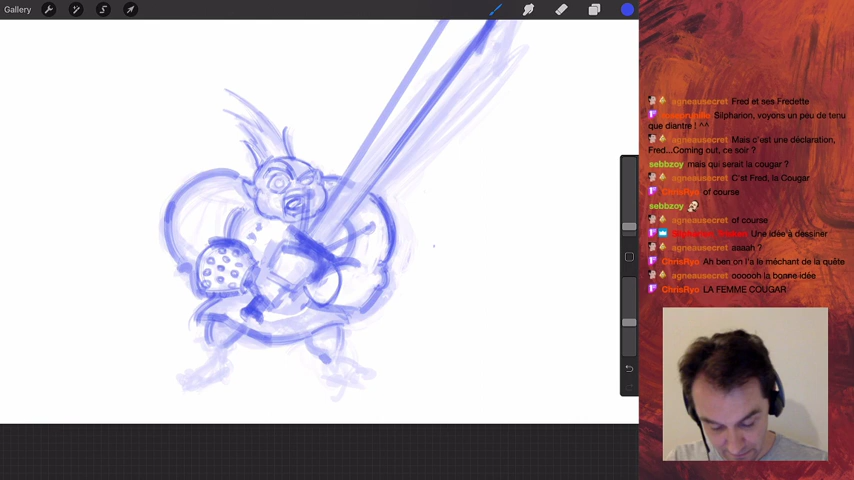 Gallery
agneausecret Fred et ses Fredette
Silpharion, voyons un peu de tenu
que diantre ! ^^
agneausecret Mais c'est une déclaration,
Fred...Coming out, ce soir ?
sebbzoy mais qui serait la cougar ?
agneausecret C'st Fred, la Cougar
ChrisRyo of course
sebbzoy
agneausecret of course
Une idée à dessiner
agneausecret aaaah ?
ChrisRyo Ah ben on l'a le méchant de la quête
agneausecret oooooh la bonne idée
ChrisRyo LA FEMME COUGAR